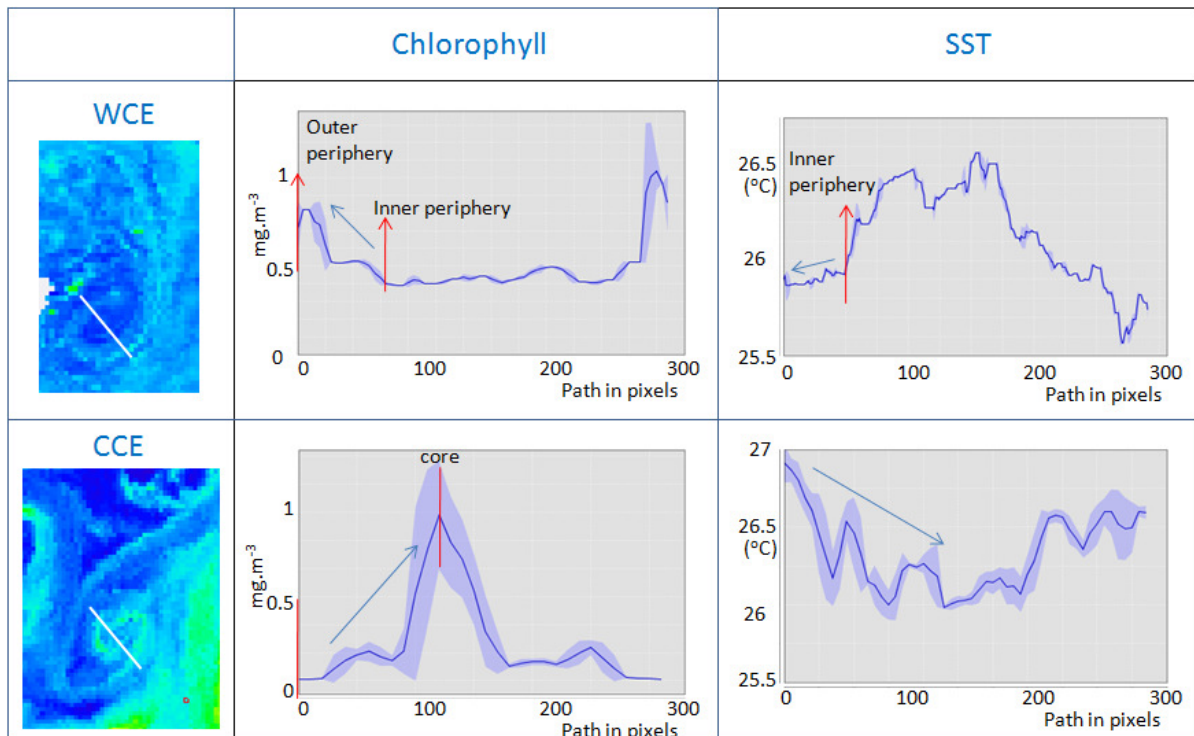 Chlorophyll
SST
WCE
Outer
periphery
Inner periphery
1
0.5
0
mg.m⁻³
0
100
200
300
Path in pixels
26.5
(°C)
Inner
periphery
26
25.5
0
100
200
300
Path in pixels
CCE
core
1
0.5
0
mg.m⁻³
0
100
200
300
Path in pixels
27
26.5
(°C)
26
25.5
0
100
200
300
Path in pixels